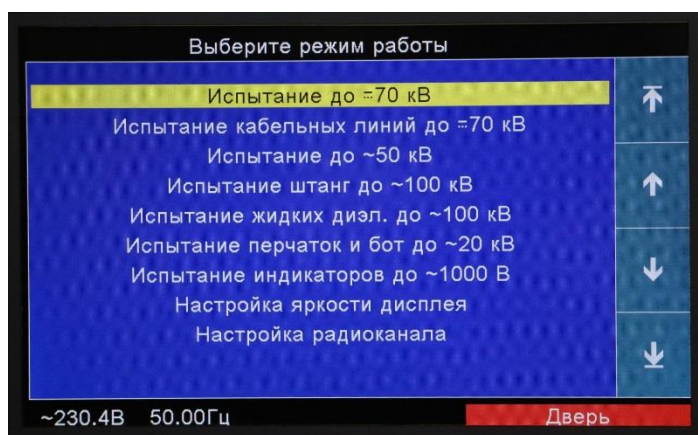 Выберите режим работы
Испытание до ⎓70 кВ
Испытание кабельных линий до ⎓70 кВ
Испытание до ~50 кВ
Испытание штанг до ~100 кВ
Испытание жидких диэл. до ~100 кВ
Испытание перчаток и бот до ~20 кВ
Испытание индикаторов до ~1000 В
Настройка яркости дисплея
Настройка радиоканала
~230.4В 50.00Гц Дверь